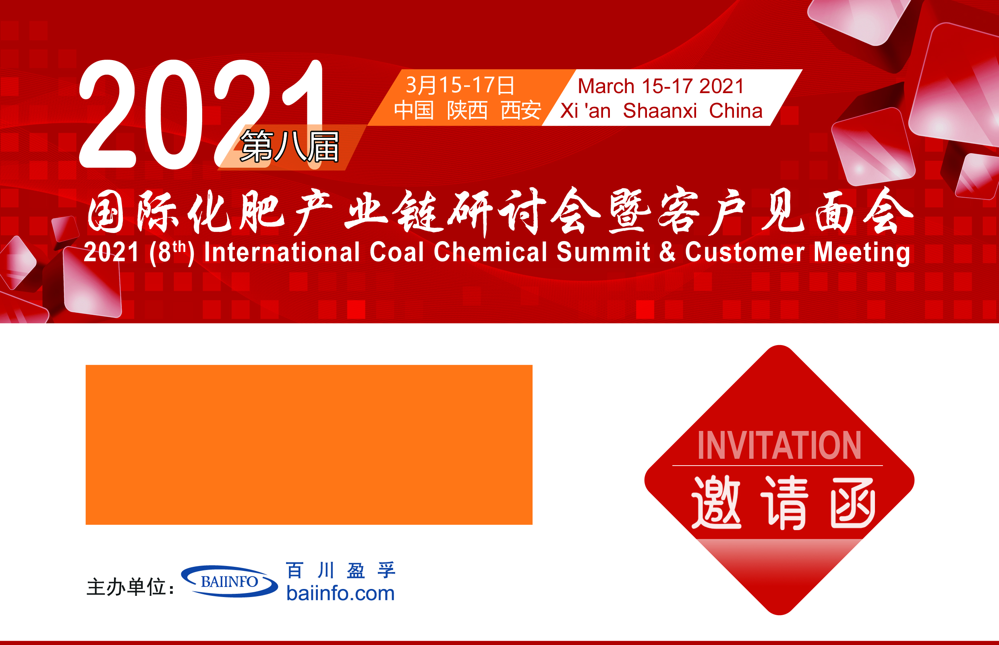 2021
第八届
3月15-17日
中国 陕西 西安
March 15-17 2021
Xi 'an Shaanxi China
国际化肥产业链研讨会暨客户见面会
2021 (8th) International Coal Chemical Summit & Customer Meeting
INVITATION
邀请函
主办单位：
BAIINFO
百川盈孚
baiinfo.com